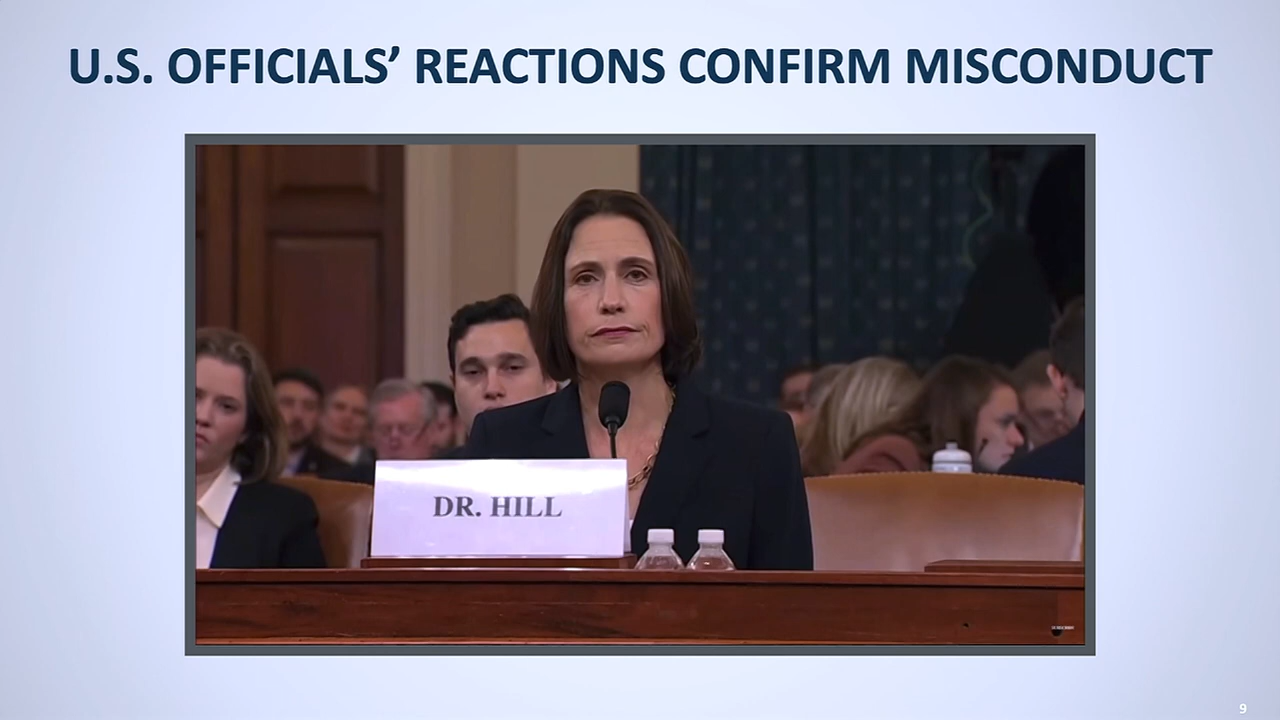 U.S. OFFICIALS’ REACTIONS CONFIRM MISCONDUCT
DR. HILL
9